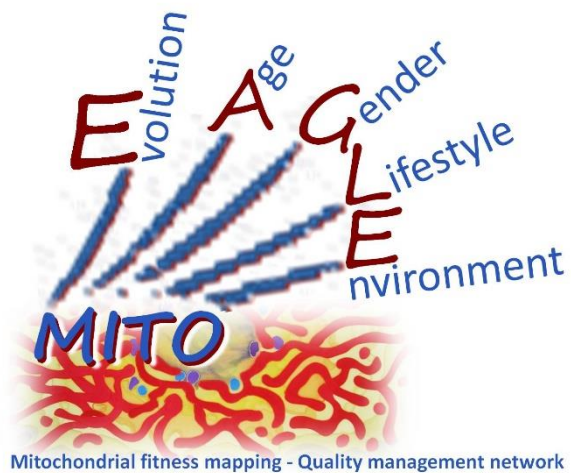 Evolution
Age
Gender
Lifestyle
Environment
MITO
Mitochondrial fitness mapping - Quality management network